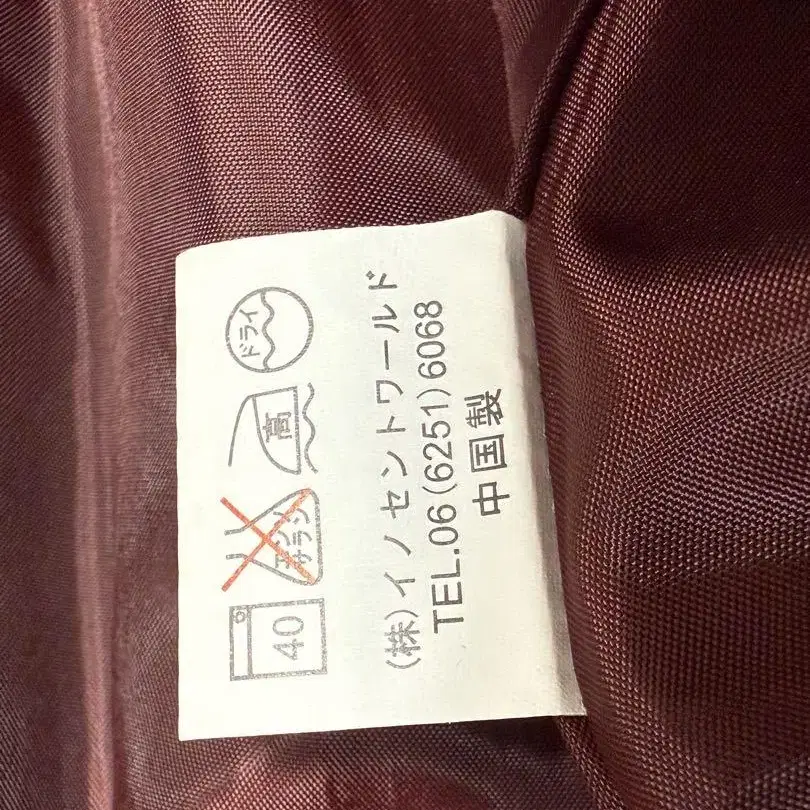 40 エンソ サラシ 高 ドライ
(株)イノセントワールド
TEL.06(6251)6068
中国製